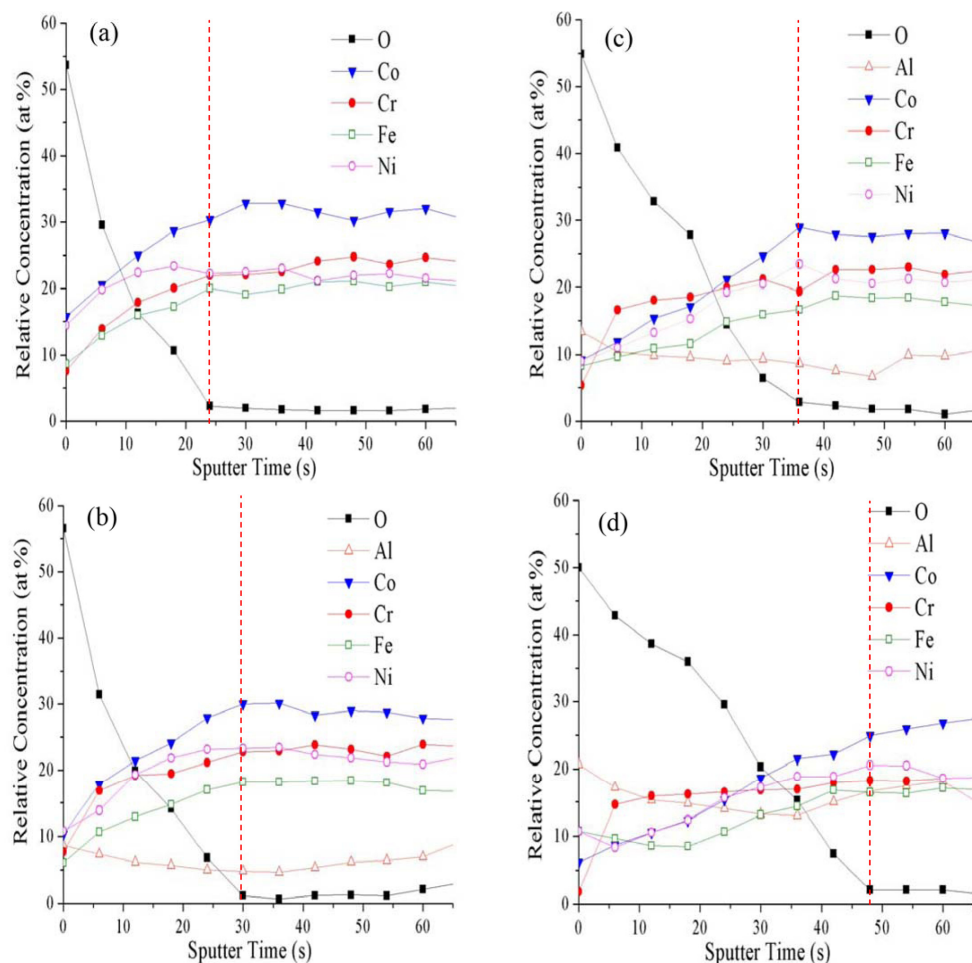 (a)
O
Co
Cr
Fe
Ni
Relative Concentration (at%)
60
50
40
30
20
10
0
0 10 20 30 40 50 60
Sputter Time (s)
(c)
O
Al
Co
Cr
Fe
Ni
Relative Concentration (at%)
60
50
40
30
20
10
0
0 10 20 30 40 50 60
Sputter Time (s)
(b)
O
Al
Co
Cr
Fe
Ni
Relative Concentration (at%)
60
50
40
30
20
10
0
0 10 20 30 40 50 60
Sputter Time (s)
(d)
O
Al
Co
Cr
Fe
Ni
Relative Concentration (at%)
60
50
40
30
20
10
0
0 10 20 30 40 50 60
Sputter Time (s)